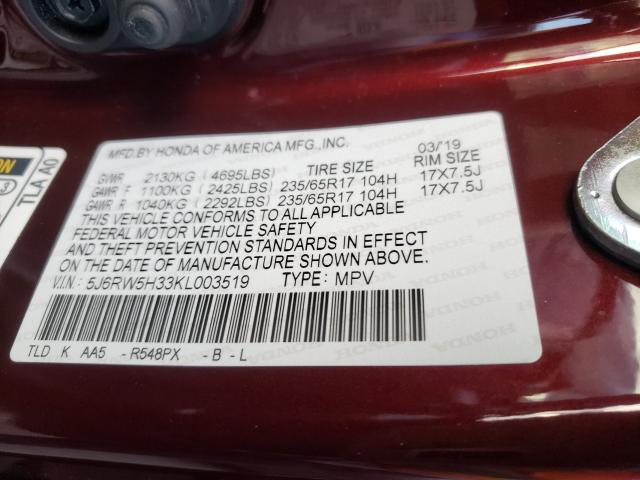 MFD.BY HONDA OF AMERICA MFG.,INC. 03/19
GVWR 2130KG (4695LBS) TIRE SIZE RIM SIZE
GAWR F 1100KG (2425LBS) 235/65R17 104H 17X7.5J
GAWR R 1040KG (2292LBS) 235/65R17 104H 17X7.5J
THIS VEHICLE CONFORMS TO ALL APPLICABLE
FEDERAL MOTOR VEHICLE SAFETY
AND THEFT PREVENTION STANDARDS IN EFFECT
ON THE DATE OF MANUFACTURE SHOWN ABOVE.
V.I.N: 5J6RW5H33KL003519 TYPE: MPV
TLD K AA5 -R548PX -B -L
TLA A0